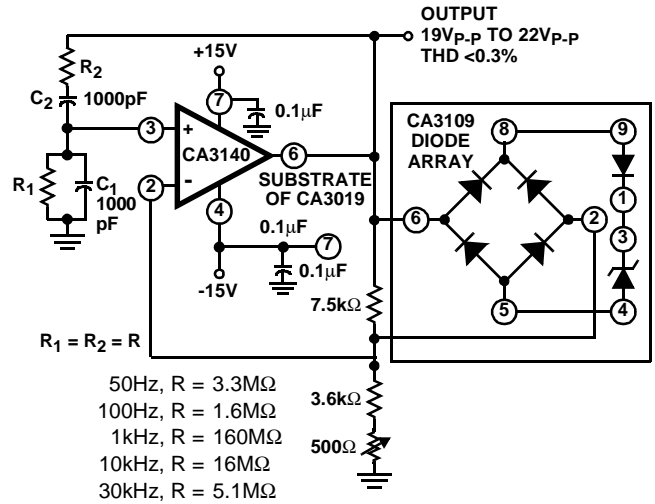 OUTPUT
19VP-P TO 22VP-P
THD <0.3%
+15V
R2
C2 1000pF
7
0.1μF
CA3109
DIODE
ARRAY
8
9
3
+
CA3140
6
SUBSTRATE
OF CA3019
R1
C1
1000
pF
2
-
4
6
2
1
3
0.1μF
7
0.1μF
-15V
5
4
7.5kΩ
R1 = R2 = R
50Hz, R = 3.3MΩ
100Hz, R = 1.6MΩ
1kHz, R = 160MΩ
10kHz, R = 16MΩ
30kHz, R = 5.1MΩ
3.6kΩ
500Ω